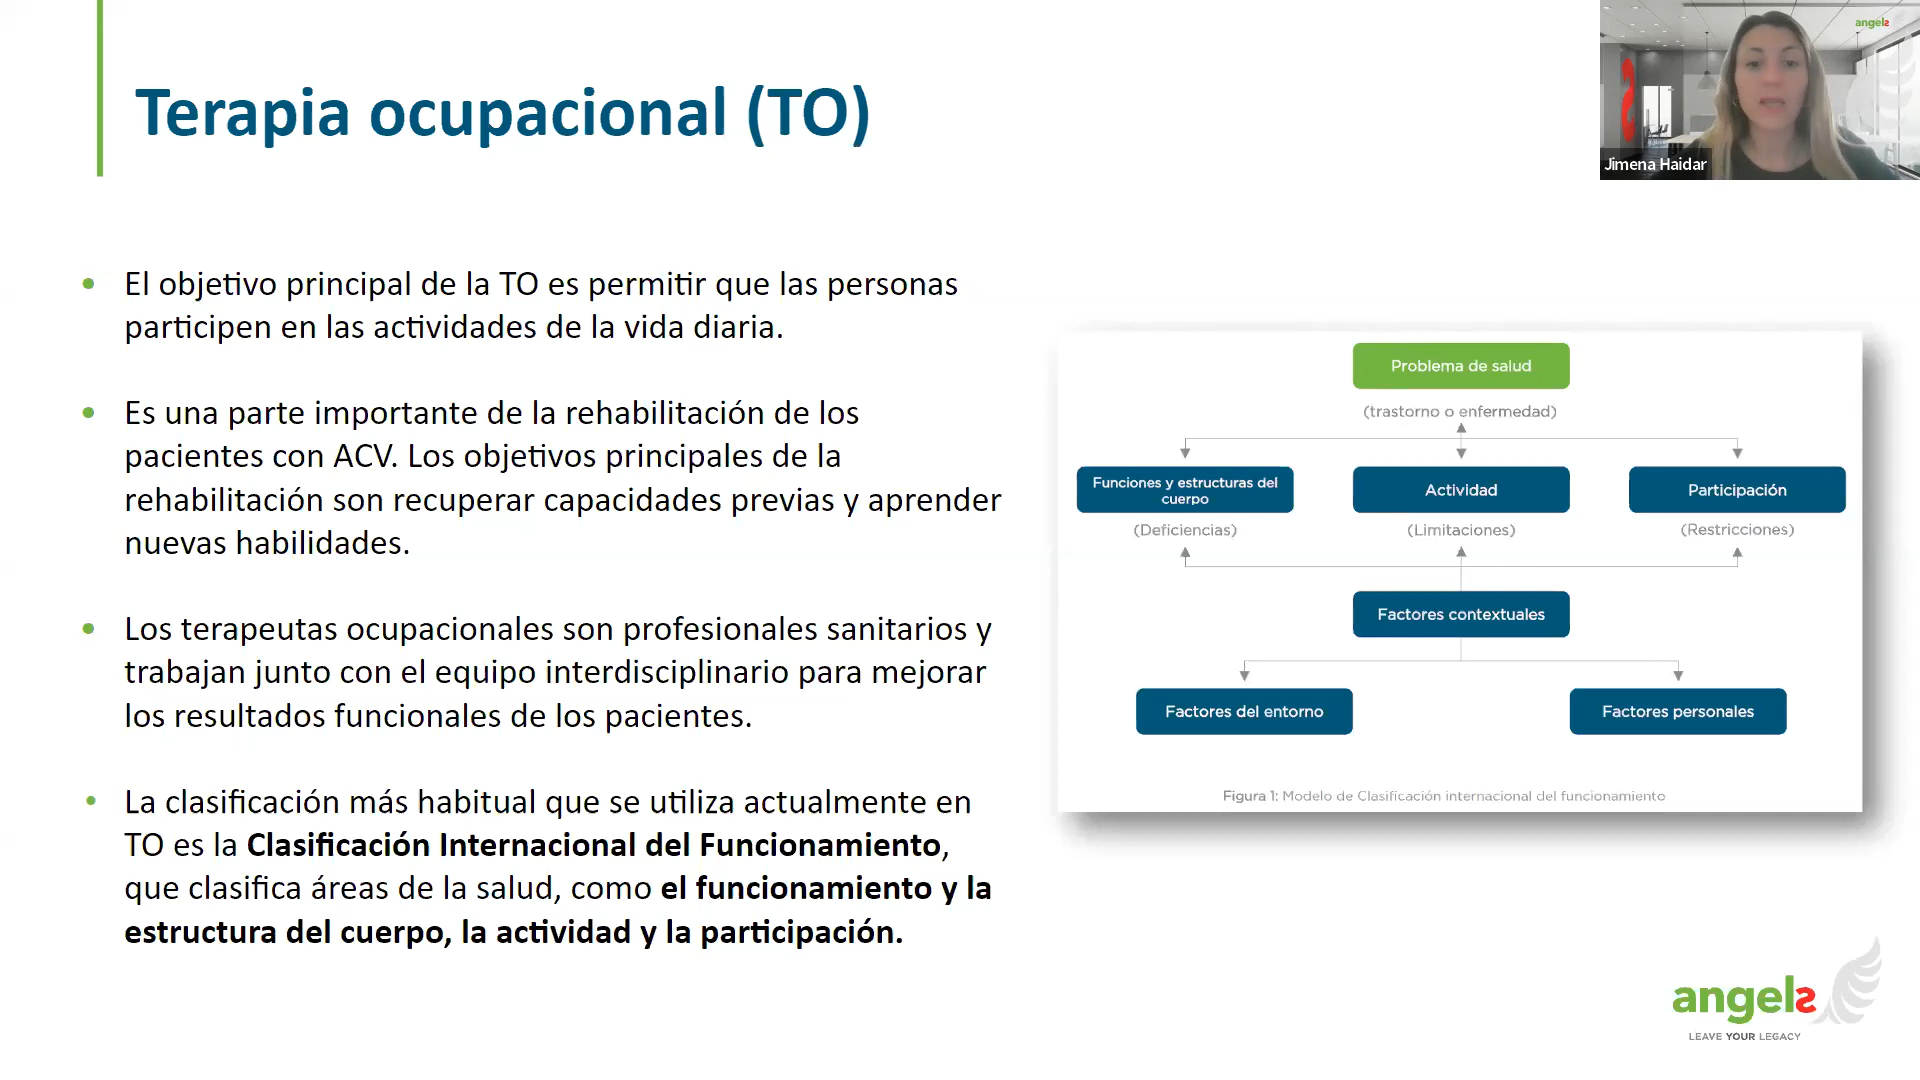 Terapia ocupacional (TO)
angels
Jimena Haidar
El objetivo principal de la TO es permitir que las personas
participen en las actividades de la vida diaria.
Es una parte importante de la rehabilitación de los
pacientes con ACV. Los objetivos principales de la
rehabilitación son recuperar capacidades previas y aprender
nuevas habilidades.
Los terapeutas ocupacionales son profesionales sanitarios y
trabajan junto con el equipo interdisciplinario para mejorar
los resultados funcionales de los pacientes.
La clasificación más habitual que se utiliza actualmente en
TO es la Clasificación Internacional del Funcionamiento,
que clasifica áreas de la salud, como el funcionamiento y la
estructura del cuerpo, la actividad y la participación.
Problema de salud
(trastorno o enfermedad)
Funciones y estructuras del
cuerpo
Actividad
Participación
(Deficiencias)
(Limitaciones)
(Restricciones)
Factores contextuales
Factores del entorno
Factores personales
Figura 1: Modelo de Clasificación internacional del funcionamiento
angels
LEAVE YOUR LEGACY